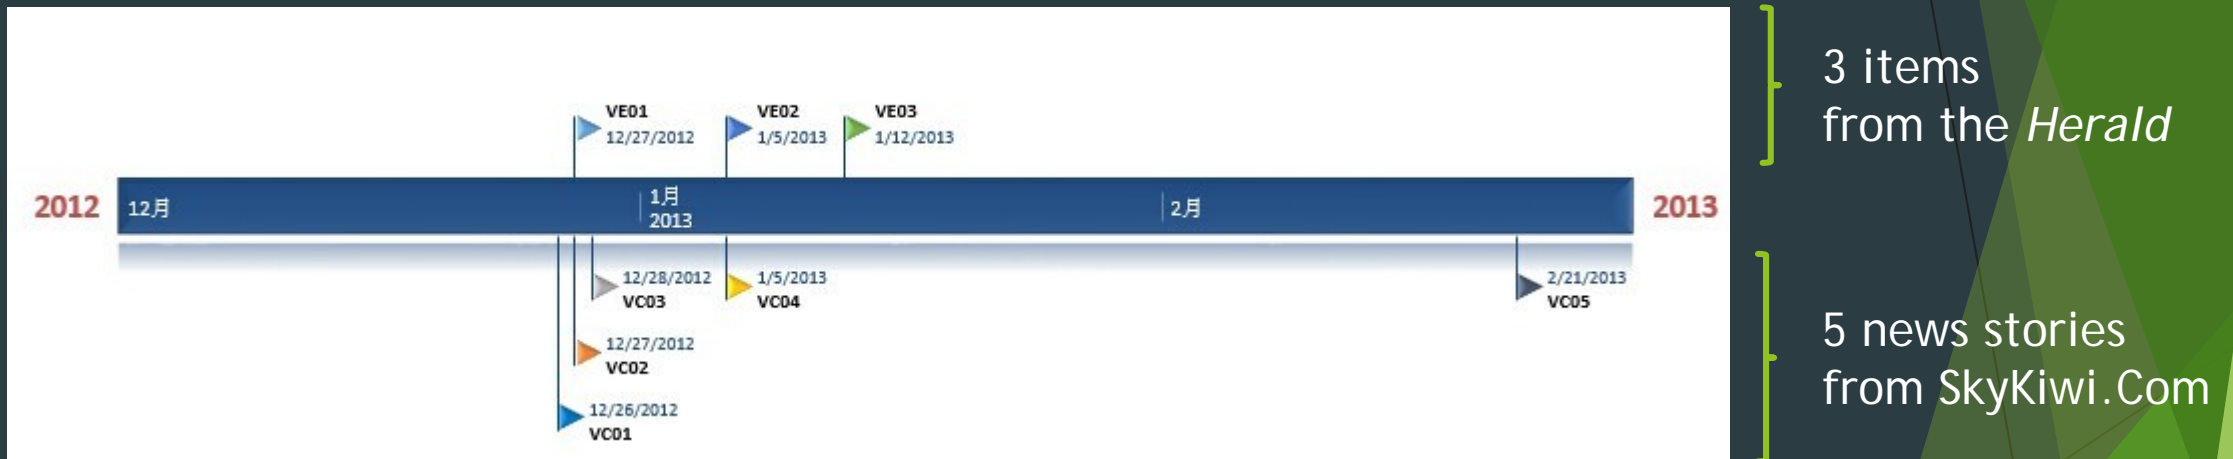 VE01
12/27/2012
VE02
1/5/2013
VE03
1/12/2013
2012
12月
1月
2013
2月
2013
12/28/2012
VC03
1/5/2013
VC04
2/21/2013
VC05
12/27/2012
VC02
12/26/2012
VC01
3 items
from the Herald
5 news stories
from SkyKiwi.Com